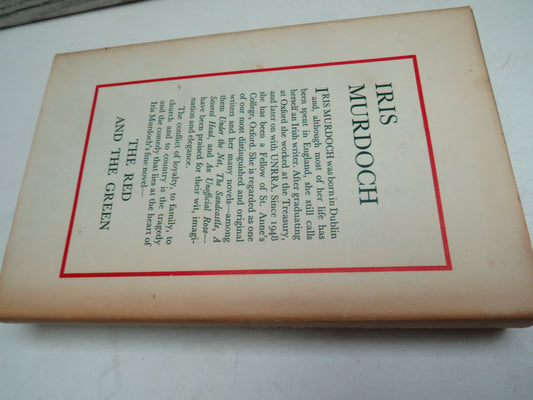 IRIS
MURDOCH
IRIS MURDOCH was born in Dublin
and, although most of her life has
been spent in England, she still calls
herself an Irish writer. After graduating
at Oxford she worked at the Treasury,
and later on with UNRRA. Since 1948
she has been a Fellow of St. Anne's
College, Oxford. She is regarded as one
of our most distinguished and original
writers and her many novels—among
them Under the Net, The Sandcastle, A
Severed Head, and An Unofficial Rose—
have been praised for their wit, imagi-
nation and elegance.
The conflict of loyalty, to family, to
church and to country is the tragedy
and the comedy that lies at the heart of
Iris Murdoch's fine novel
THE RED
AND THE GREEN